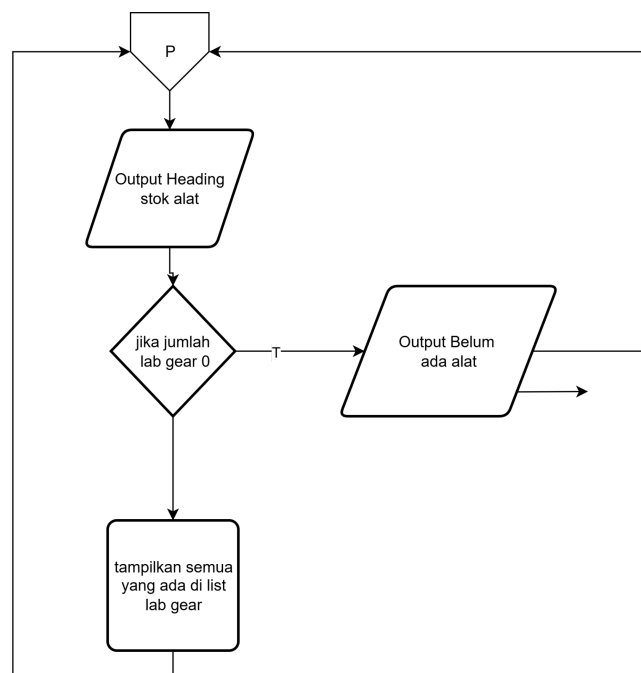 P
Output Heading
stok alat
jika jumlah
lab gear 0
T
Output Belum
ada alat
tampilkan semua
yang ada di list
lab gear